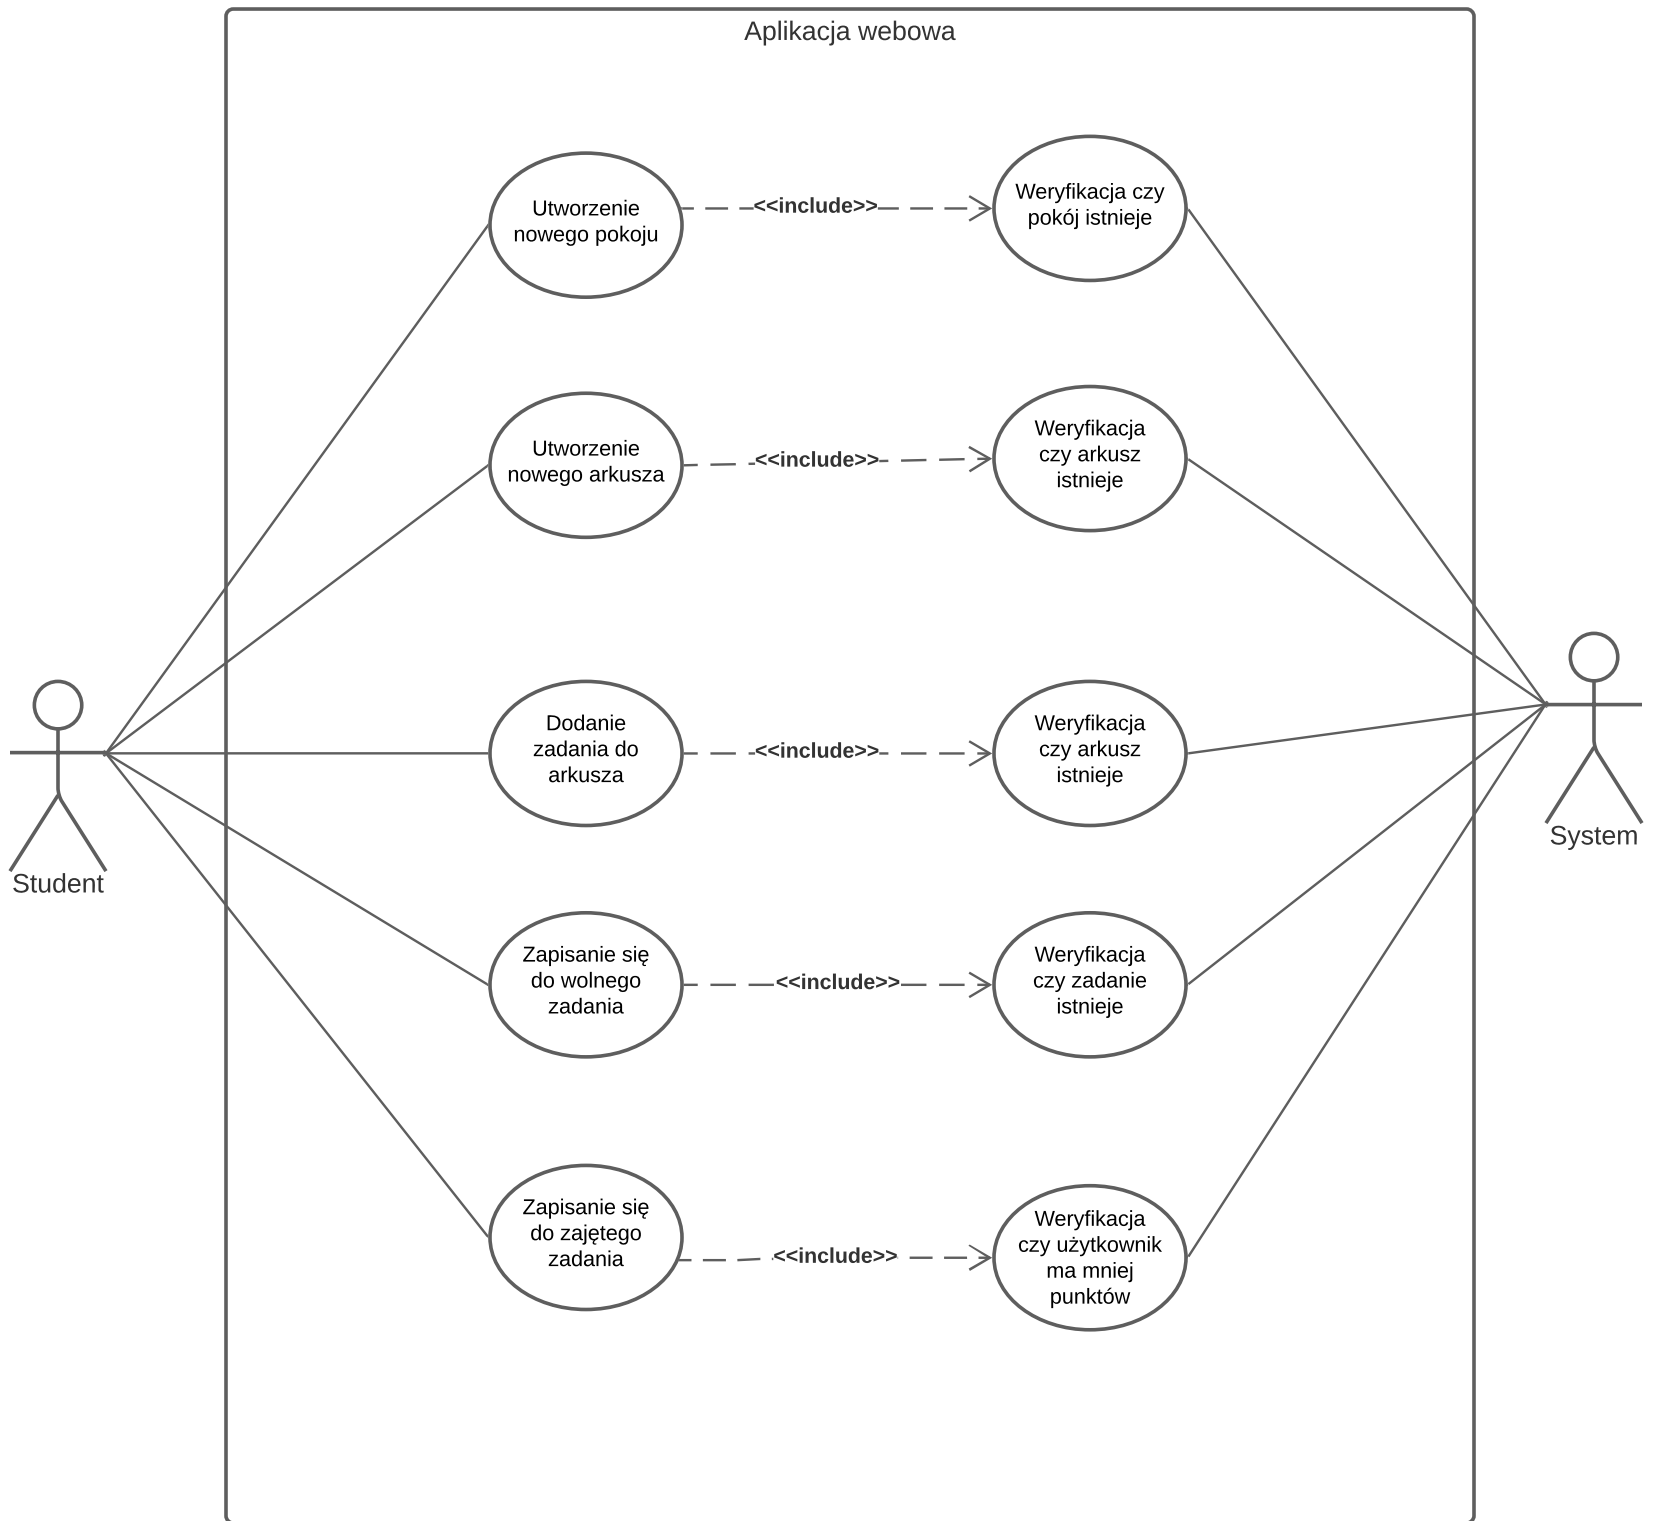 Aplikacja webowa
Utworzenie
nowego pokoju
<<include>>
Weryfikacja czy
pokój istnieje
Utworzenie
nowego arkusza
<<include>>
Weryfikacja
czy arkusz
istnieje
Dodanie
zadania do
arkusza
<<include>>
Weryfikacja
czy arkusz
istnieje
Student
System
Zapisanie się
do wolnego
zadania
<<include>>
Weryfikacja
czy zadanie
istnieje
Zapisanie się
do zajętego
zadania
<<include>>
Weryfikacja
czy użytkownik
ma mniej
punktów